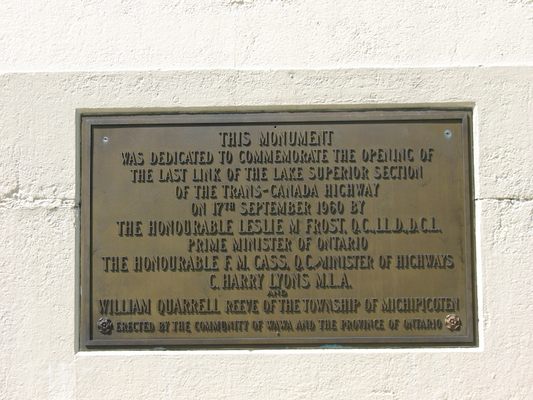 THIS MONUMENT
WAS DEDICATED TO COMMEMORATE THE OPENING OF
THE LAST LINK OF THE LAKE SUPERIOR SECTION
OF THE TRANS-CANADA HIGHWAY
ON 17TH SEPTEMBER 1960 BY
THE HONOURABLE LESLIE M FROST, Q.C., LL.D., D.C.L.
PRIME MINISTER OF ONTARIO
THE HONOURABLE F. M. CASS, Q.C. MINISTER OF HIGHWAYS
C. HARRY LYONS M.L.A.
AND
WILLIAM QUARRELL REEVE OF THE TOWNSHIP OF MICHIPICOTEN
ERECTED BY THE COMMUNITY OF WAWA AND THE PROVINCE OF ONTARIO